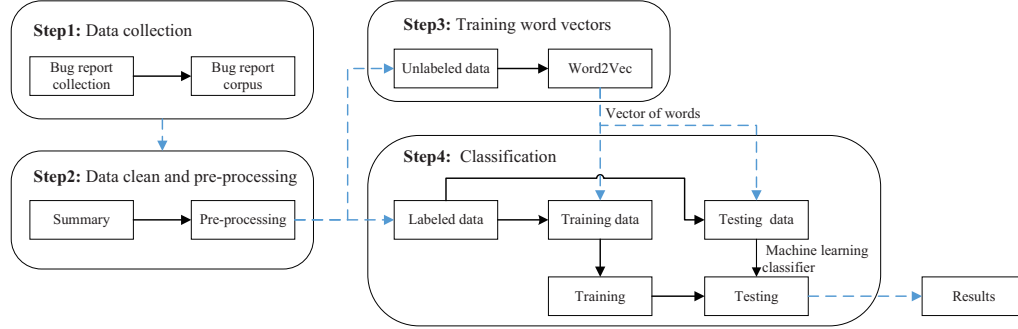 Step1: Data collection
Bug report
collection
Bug report
corpus
Step2: Data clean and pre-processing
Summary
Pre-processing
Step3: Training word vectors
Unlabeled data
Word2Vec
Vector of words
Step4: Classification
Labeled data
Training data
Testing data
Machine learning
classifier
Training
Testing
Results